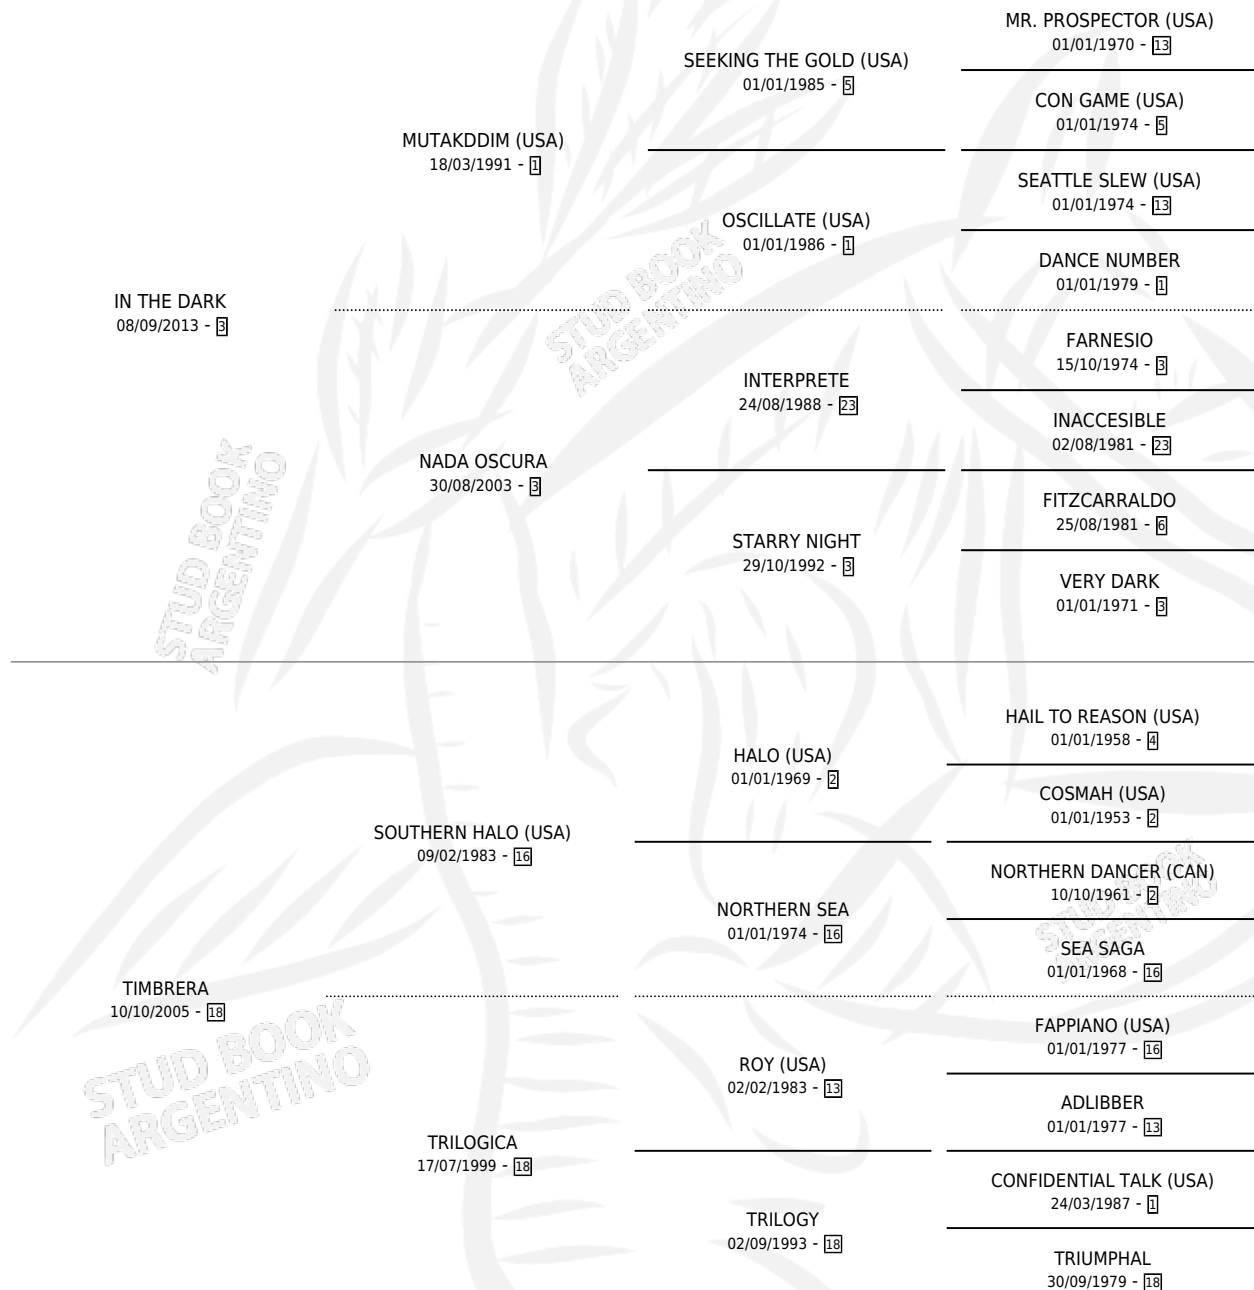 MR. PROSPECTOR (USA)
01/01/1970 - 13
SEEKING THE GOLD (USA)
01/01/1985 - 5
CON GAME (USA)
01/01/1974 - 5
MUTAKDDIM (USA)
18/03/1991 - 1
SEATTLE SLEW (USA)
01/01/1974 - 13
OSCILLATE (USA)
01/01/1986 - 1
DANCE NUMBER
01/01/1979 - 1
IN THE DARK
08/09/2013 - 3
FARNESIO
15/10/1974 - 3
INTERPRETE
24/08/1988 - 23
INACCESIBLE
02/08/1981 - 23
NADA OSCURA
30/08/2003 - 3
FITZCARRALDO
25/08/1981 - 6
STARRY NIGHT
29/10/1992 - 3
VERY DARK
01/01/1971 - 3
HAIL TO REASON (USA)
01/01/1958 - 4
HALO (USA)
01/01/1969 - 2
COSMAH (USA)
01/01/1953 - 2
SOUTHERN HALO (USA)
09/02/1983 - 16
NORTHERN DANCER (CAN)
10/10/1961 - 2
NORTHERN SEA
01/01/1974 - 16
SEA SAGA
01/01/1968 - 16
TIMBRERA
10/10/2005 - 18
FAPPIANO (USA)
01/01/1977 - 16
ROY (USA)
02/02/1983 - 13
ADLIBBER
01/01/1977 - 13
TRILOGICA
17/07/1999 - 18
CONFIDENTIAL TALK (USA)
24/03/1987 - 1
TRILOGY
02/09/1993 - 18
TRIUMPHAL
30/09/1979 - 18
STUD BOOK
ARGENTINO
STUD BOOK
ARGENTINO
STUD BOOK
ARGENTINO
STUD BOOK
ARGENTINO